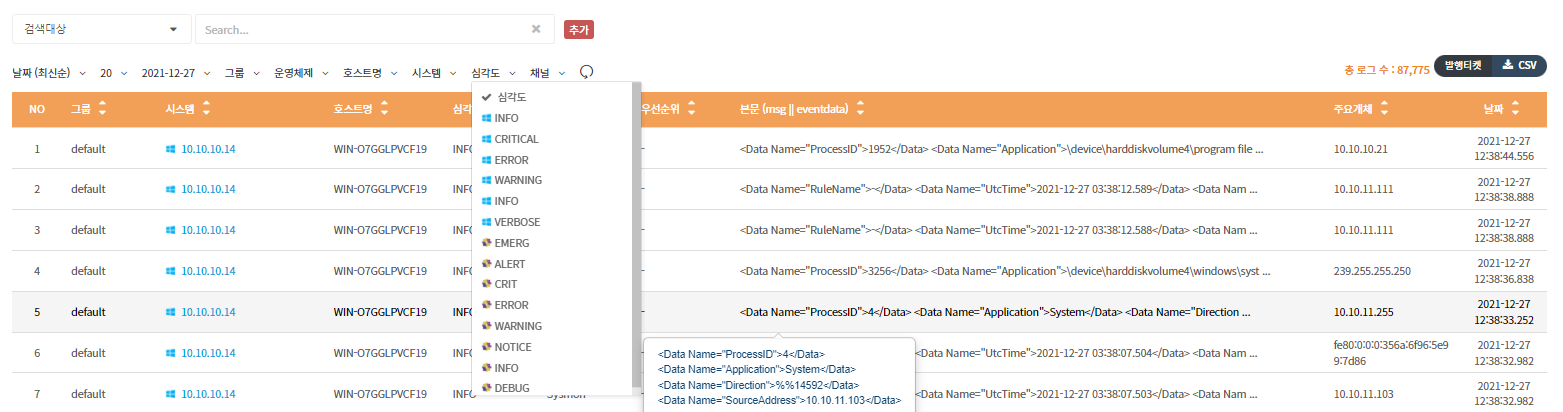 검색대상 Search... 추가
날짜 (최신순) 20 2021-12-27 그룹 운영체제 호스트명 시스템 심각도 채널
총 로그 수 : 87,775 발행티켓 CSV
심각도
INFO
CRITICAL
ERROR
WARNING
INFO
VERBOSE
EMERG
ALERT
CRIT
ERROR
WARNING
NOTICE
INFO
DEBUG
NO 그룹 시스템 호스트명 심각 우선순위 본문 (msg || eventdata) 주요개체 날짜
1 default 10.10.10.14 WIN-O7GGLPVCF19 INFO - <Data Name="ProcessID">1952</Data> <Data Name="Application">\device\harddiskvolume4\program file ... 10.10.10.21 2021-12-27
12:38:44.556
2 default 10.10.10.14 WIN-O7GGLPVCF19 INFO - <Data Name="RuleName">-</Data> <Data Name="UtcTime">2021-12-27 03:38:12.589</Data> <Data Nam ... 10.10.11.111 2021-12-27
12:38:38.888
3 default 10.10.10.14 WIN-O7GGLPVCF19 INFO - <Data Name="RuleName">-</Data> <Data Name="UtcTime">2021-12-27 03:38:12.588</Data> <Data Nam ... 10.10.11.111 2021-12-27
12:38:38.888
4 default 10.10.10.14 WIN-O7GGLPVCF19 INFO - <Data Name="ProcessID">3256</Data> <Data Name="Application">\device\harddiskvolume4\windows\syst ... 239.255.255.250 2021-12-27
12:38:36.838
5 default 10.10.10.14 WIN-O7GGLPVCF19 INFO - <Data Name="ProcessID">4</Data> <Data Name="Application">System</Data> <Data Name="Direction ... 10.10.11.255 2021-12-27
12:38:33.252
6 default 10.10.10.14 WIN-O7GGLPVCF19 INFO Name="UtcTime">2021-12-27 03:38:07.504</Data> <Data Nam ... fe80:0:0:0:356a:6f96:5e9
9:7d86 2021-12-27
12:38:32.982
7 default 10.10.10.14 WIN-O7GGLPVCF19 INFO Sysmon Name="UtcTime">2021-12-27 03:38:07.503</Data> <Data Nam ... 10.10.11.103 2021-12-27
12:38:32.982
<Data Name="ProcessID">4</Data>
<Data Name="Application">System</Data>
<Data Name="Direction">%%14592</Data>
<Data Name="SourceAddress">10.10.11.103</Data>